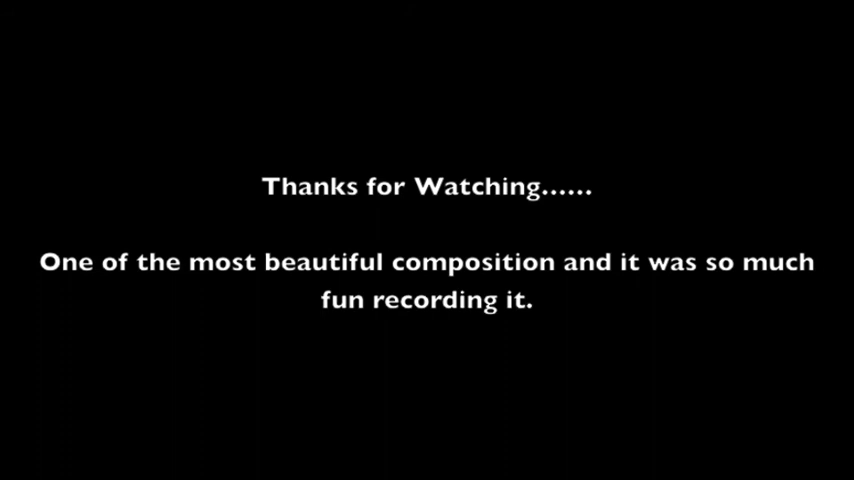 Thanks for Watching......
One of the most beautiful composition and it was so much
fun recording it.